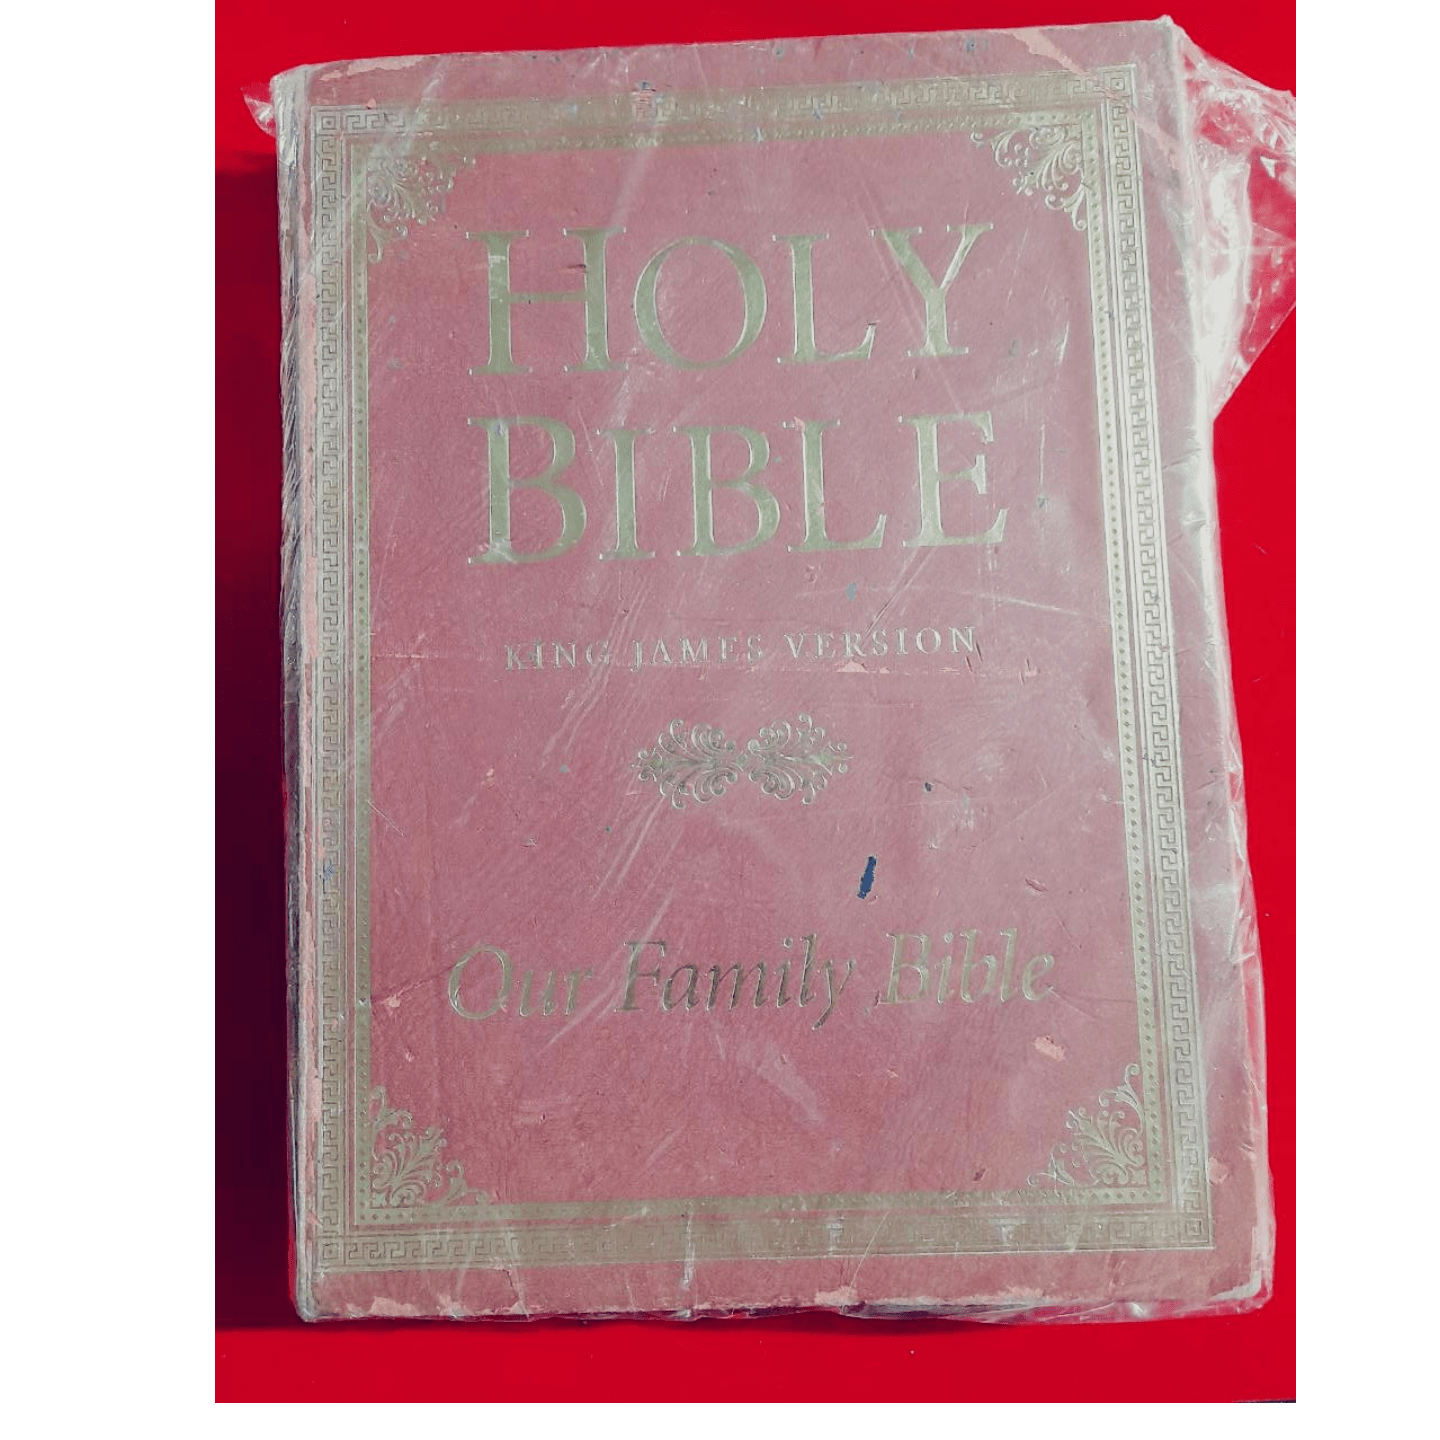 HOLY
BIBLE
KING JAMES VERSION
Our Family Bible